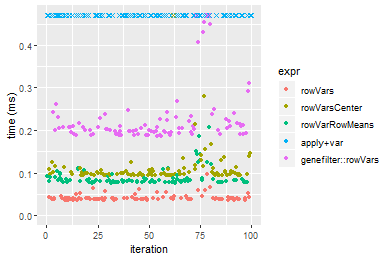 time (ms)
0.4
0.3
0.2
0.1
0.0
0
25
50
75
100
iteration
expr
rowVars
rowVarsCenter
rowVarRowMeans
apply+var
genefilter::rowVars